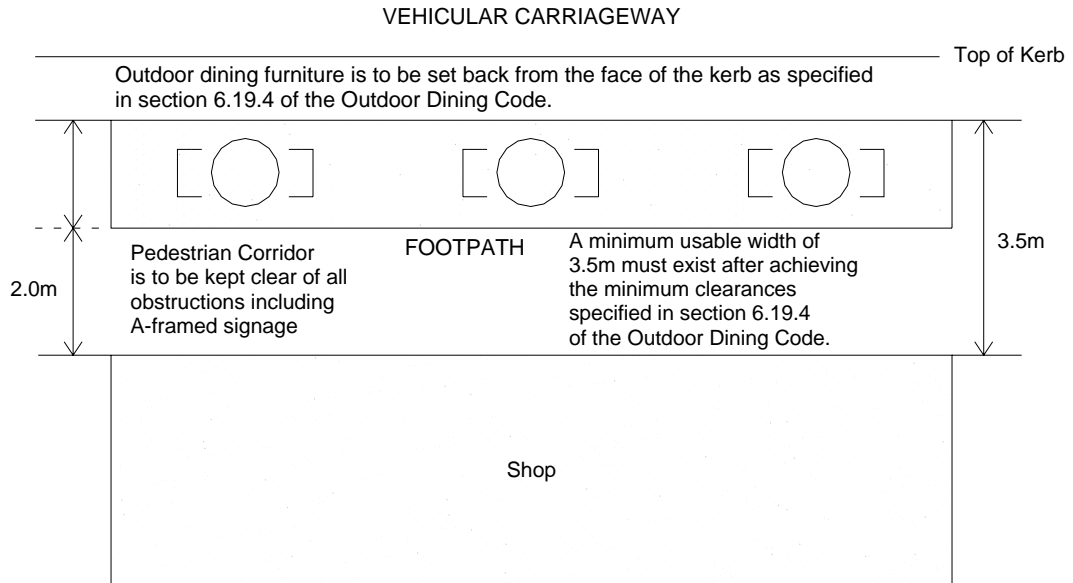 VEHICULAR CARRIAGEWAY
Top of Kerb
Outdoor dining furniture is to be set back from the face of the kerb as specified
in section 6.19.4 of the Outdoor Dining Code.
Pedestrian Corridor
is to be kept clear of all
obstructions including
A-framed signage
FOOTPATH
A minimum usable width of
3.5m must exist after achieving
the minimum clearances
specified in section 6.19.4
of the Outdoor Dining Code.
3.5m
2.0m
Shop